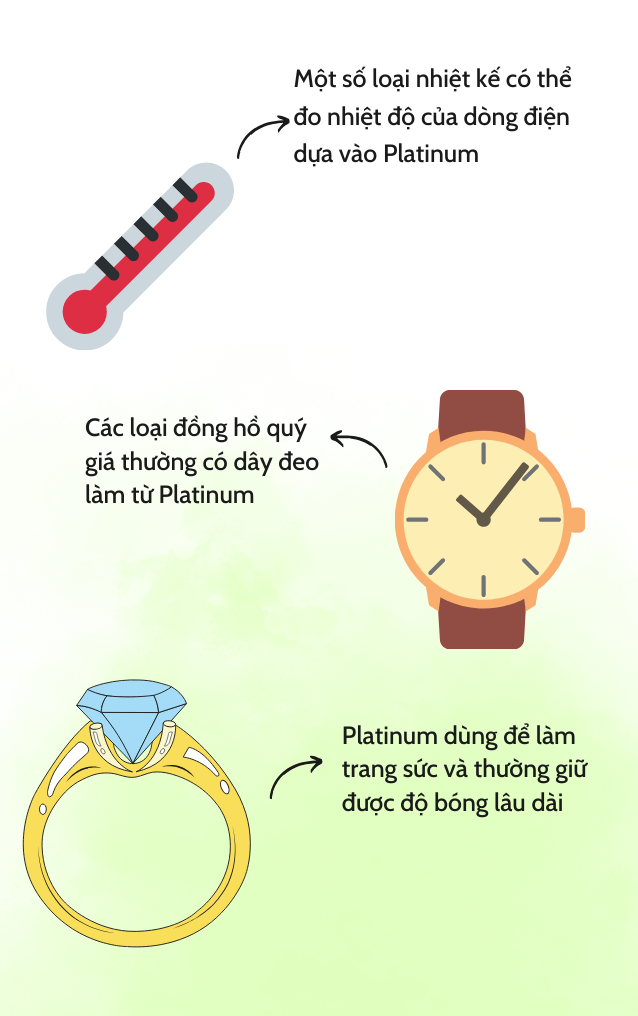 Một số loại nhiệt kế có thể
đo nhiệt độ của dòng điện
dựa vào Platinum
Các loại đồng hồ quý
giá thường có dây đeo
làm từ Platinum
Platinum dùng để làm
trang sức và thường giữ
được độ bóng lâu dài